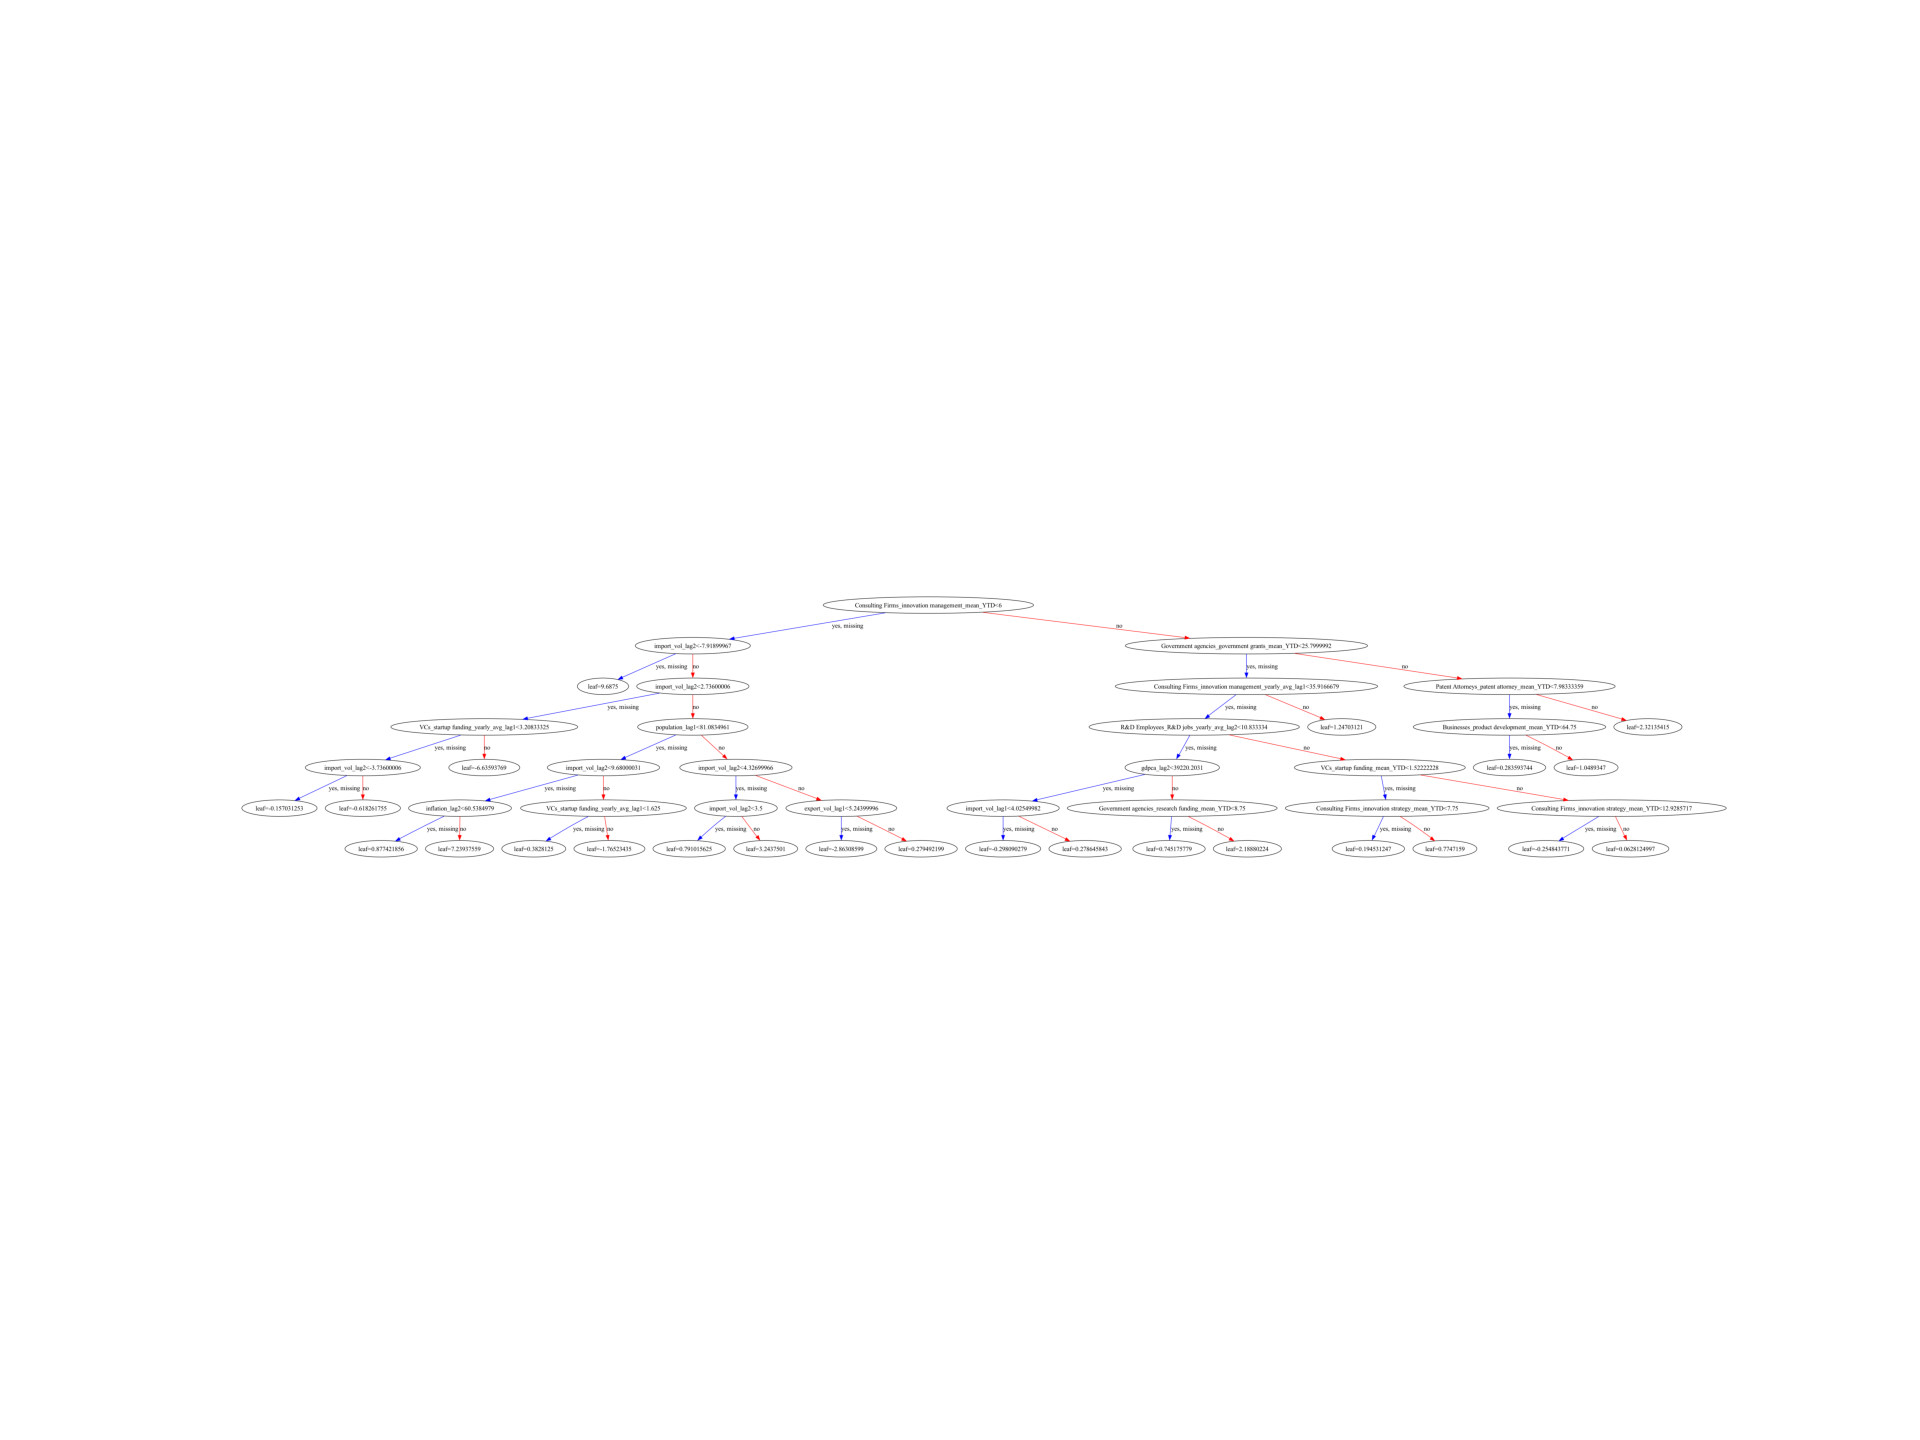 Consulting Firms_innovation management_mean_YTD<6
yes, missing
no
import_vol_lag2<-7.91899967
Government agencies_government grants_mean_YTD<25.7999992
yes, missing
no
yes, missing
no
leaf=9.6875
import_vol_lag2<2.73600006
Consulting Firms_innovation management_yearly_avg_lag1<35.9166679
Patent Attorneys_patent attorney_mean_YTD<7.98333359
yes, missing
no
yes, missing
no
yes, missing
no
VCs_startup funding_yearly_avg_lag1<3.20833325
population_lag1<81.0834961
R&D Employees_R&D jobs_yearly_avg_lag2<10.833334
leaf=1.24703121
Businesses_product development_mean_YTD<64.75
leaf=2.32135415
yes, missing
no
yes, missing
no
yes, missing
no
yes, missing
no
import_vol_lag2<-3.73600006
leaf=-6.63593769
import_vol_lag2<9.68000031
import_vol_lag2<4.32699966
gdpca_lag2<39220.2031
VCs_startup funding_mean_YTD<1.52222228
leaf=0.283593744
leaf=1.0489347
yes, missing
no
yes, missing
no
yes, missing
no
yes, missing
no
yes, missing
no
leaf=-0.157031253
leaf=-0.618261755
inflation_lag2<60.5384979
VCs_startup funding_yearly_avg_lag1<1.625
import_vol_lag2<3.5
export_vol_lag1<5.24399996
import_vol_lag1<4.02549982
Government agencies_research funding_mean_YTD<8.75
Consulting Firms_innovation strategy_mean_YTD<7.75
Consulting Firms_innovation strategy_mean_YTD<12.9285717
yes, missing
no
yes, missing
no
yes, missing
no
yes, missing
no
yes, missing
no
yes, missing
no
yes, missing
no
yes, missing
no
leaf=0.877421856
leaf=7.23937559
leaf=0.3828125
leaf=-1.76523435
leaf=0.791015625
leaf=3.2437501
leaf=-2.86308599
leaf=0.279492199
leaf=-0.298090279
leaf=0.278645843
leaf=0.745175779
leaf=2.18880224
leaf=0.194531247
leaf=0.7747159
leaf=-0.254843771
leaf=0.0628124997